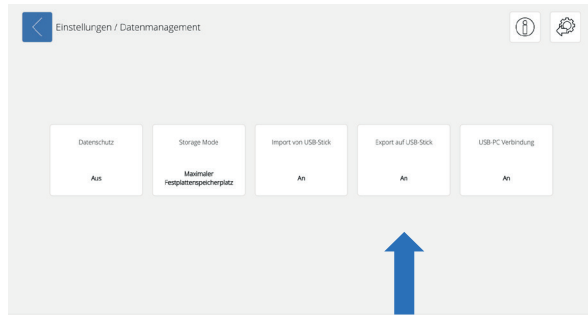 Einstellungen / Datenmanagement
Datenschutz
Aus
Storage Mode
Maximaler
Festplattenspeicherplatz
Import von USB-Stick
An
Export auf USB-Stick
An
USB-PC Verbindung
An